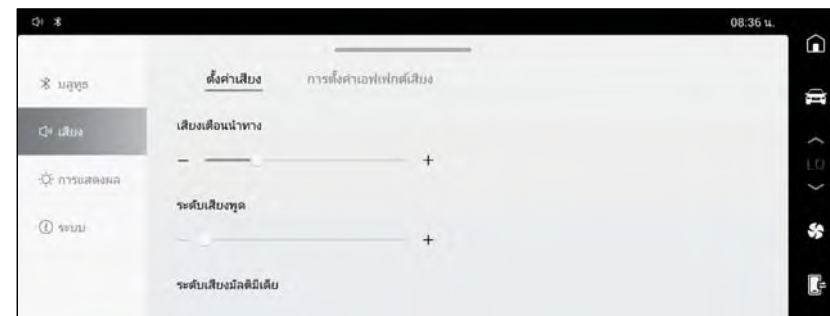 08:36 น.
บลูทูธ
เสียง
การแสดงผล
ระบบ
ตั้งค่าเสียง
การตั้งค่าเอฟเฟกต์เสียง
เสียงเตือนนำทาง
ระดับเสียงพูด
ระดับเสียงมัลติมีเดีย
LO